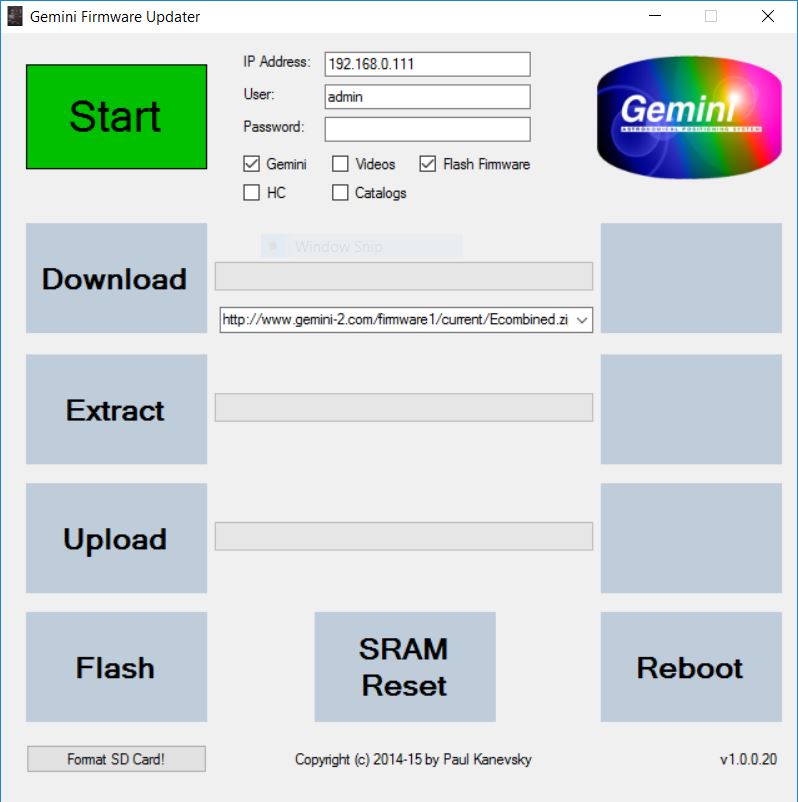 Gemini Firmware Updater
Start
IP Address: 192.168.0.111
User: admin
Password:
Gemini Videos Flash Firmware
HC Catalogs
Gemini
ASTRONOMICAL POSITIONING SYSTEM
Window Snip
Download
http://www.gemini-2.com/firmware1/current/Ecombined.zi
Extract
Upload
Flash
SRAM
Reset
Reboot
Format SD Card!
Copyright (c) 2014-15 by Paul Kanevsky
v1.0.0.20